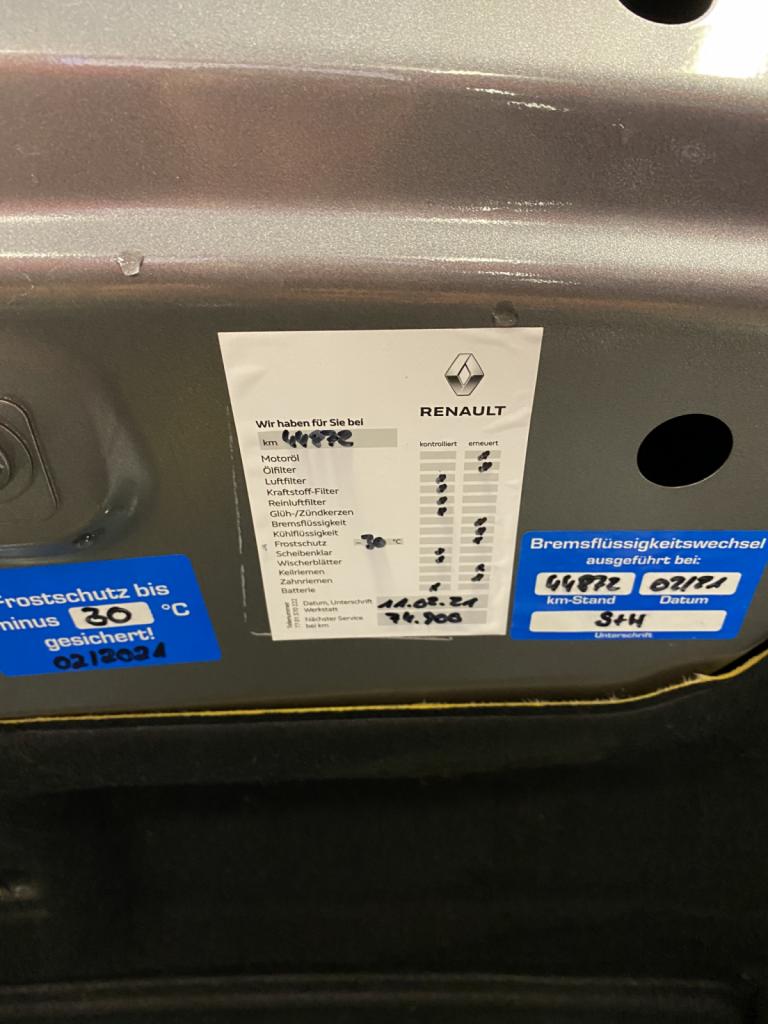 RENAULT
Wir haben für Sie bei
km 44872
kontrolliert erneuert
Motoröl
Ölfilter
Luftfilter
Kraftstoff-Filter
Reinluftfilter
Glüh-/Zündkerzen
Bremsflüssigkeit
Kühlflüssigkeit
Frostschutz -30 °C
Scheibenklar
Wischerblätter
Keilriemen
Zahnriemen
Batterie
Datum, Unterschrift
Werkstatt
11.02.21
Nächster Service
bei km
74.900
Frostschutz bis
minus 30 °C
gesichert!
02/2021
Bremsflüssigkeitswechsel
ausgeführt bei:
44872 02/21
km-Stand Datum
S+H
Unterschrift